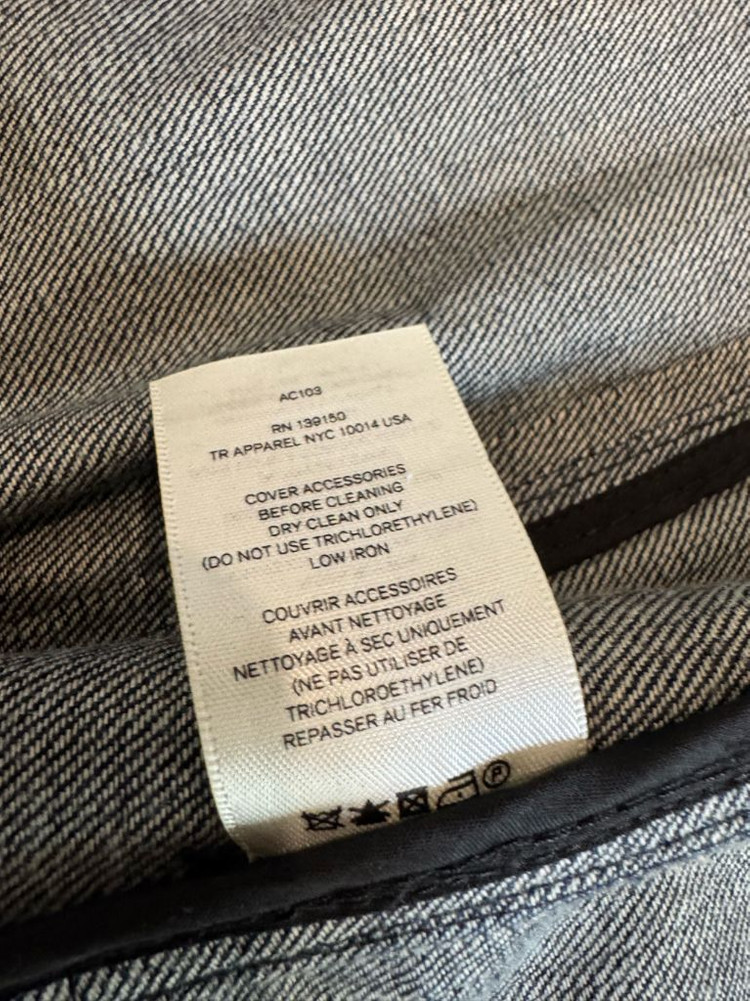 AC103
RN 139150
TR APPAREL NYC 10014 USA
COVER ACCESSORIES
BEFORE CLEANING
DRY CLEAN ONLY
(DO NOT USE TRICHLORETHYLENE)
LOW IRON
COUVRIR ACCESSOIRES
AVANT NETTOYAGE
NETTOYAGE À SEC UNIQUEMENT
(NE PAS UTILISER DE
TRICHLOROETHYLENE)
REPASSER AU FER FROID
P